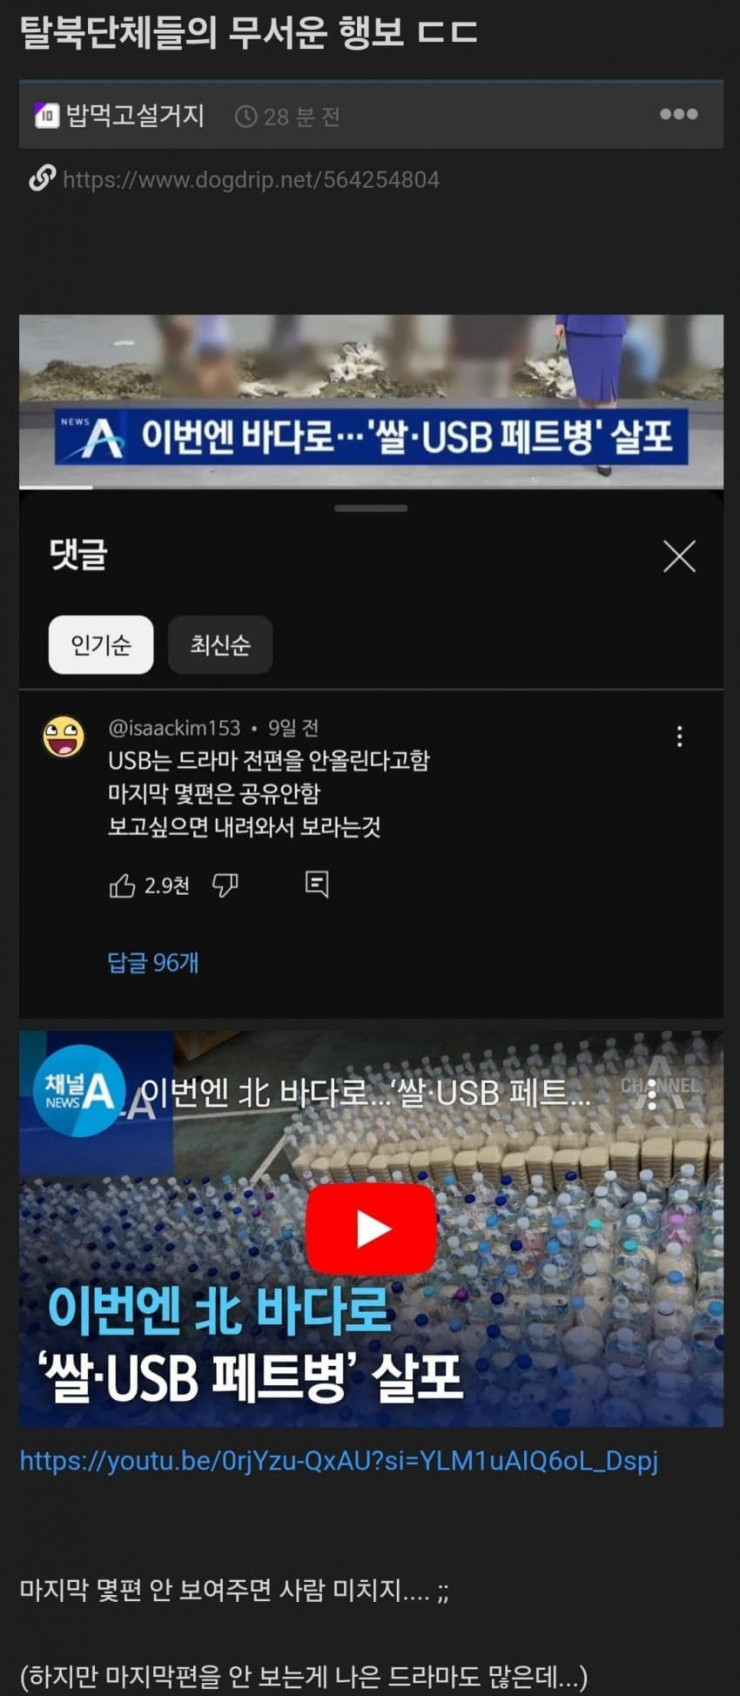 탈북단체들의 무서운 행보 ㄷㄷ
10 밥먹고설거지 28 분 전
https://www.dogdrip.net/564254804
NEWS A 이번엔 바다로…'쌀·USB 페트병' 살포
댓글
인기순 최신순
@isaackim153 • 9일 전
USB는 드라마 전편을 안올린다고함
마지막 몇편은 공유안함
보고싶으면 내려와서 보라는것
2.9천
답글 96개
채널A NEWS 이번엔 北 바다로...‘쌀·USB 페트... CHANNEL A
이번엔 北 바다로
‘쌀·USB 페트병’ 살포
https://youtu.be/0rjYzu-QxAU?si=YLM1uAIQ6oL_Dspj
마지막 몇편 안 보여주면 사람 미치지.... ;;
(하지만 마지막편을 안 보는게 나은 드라마도 많은데...)